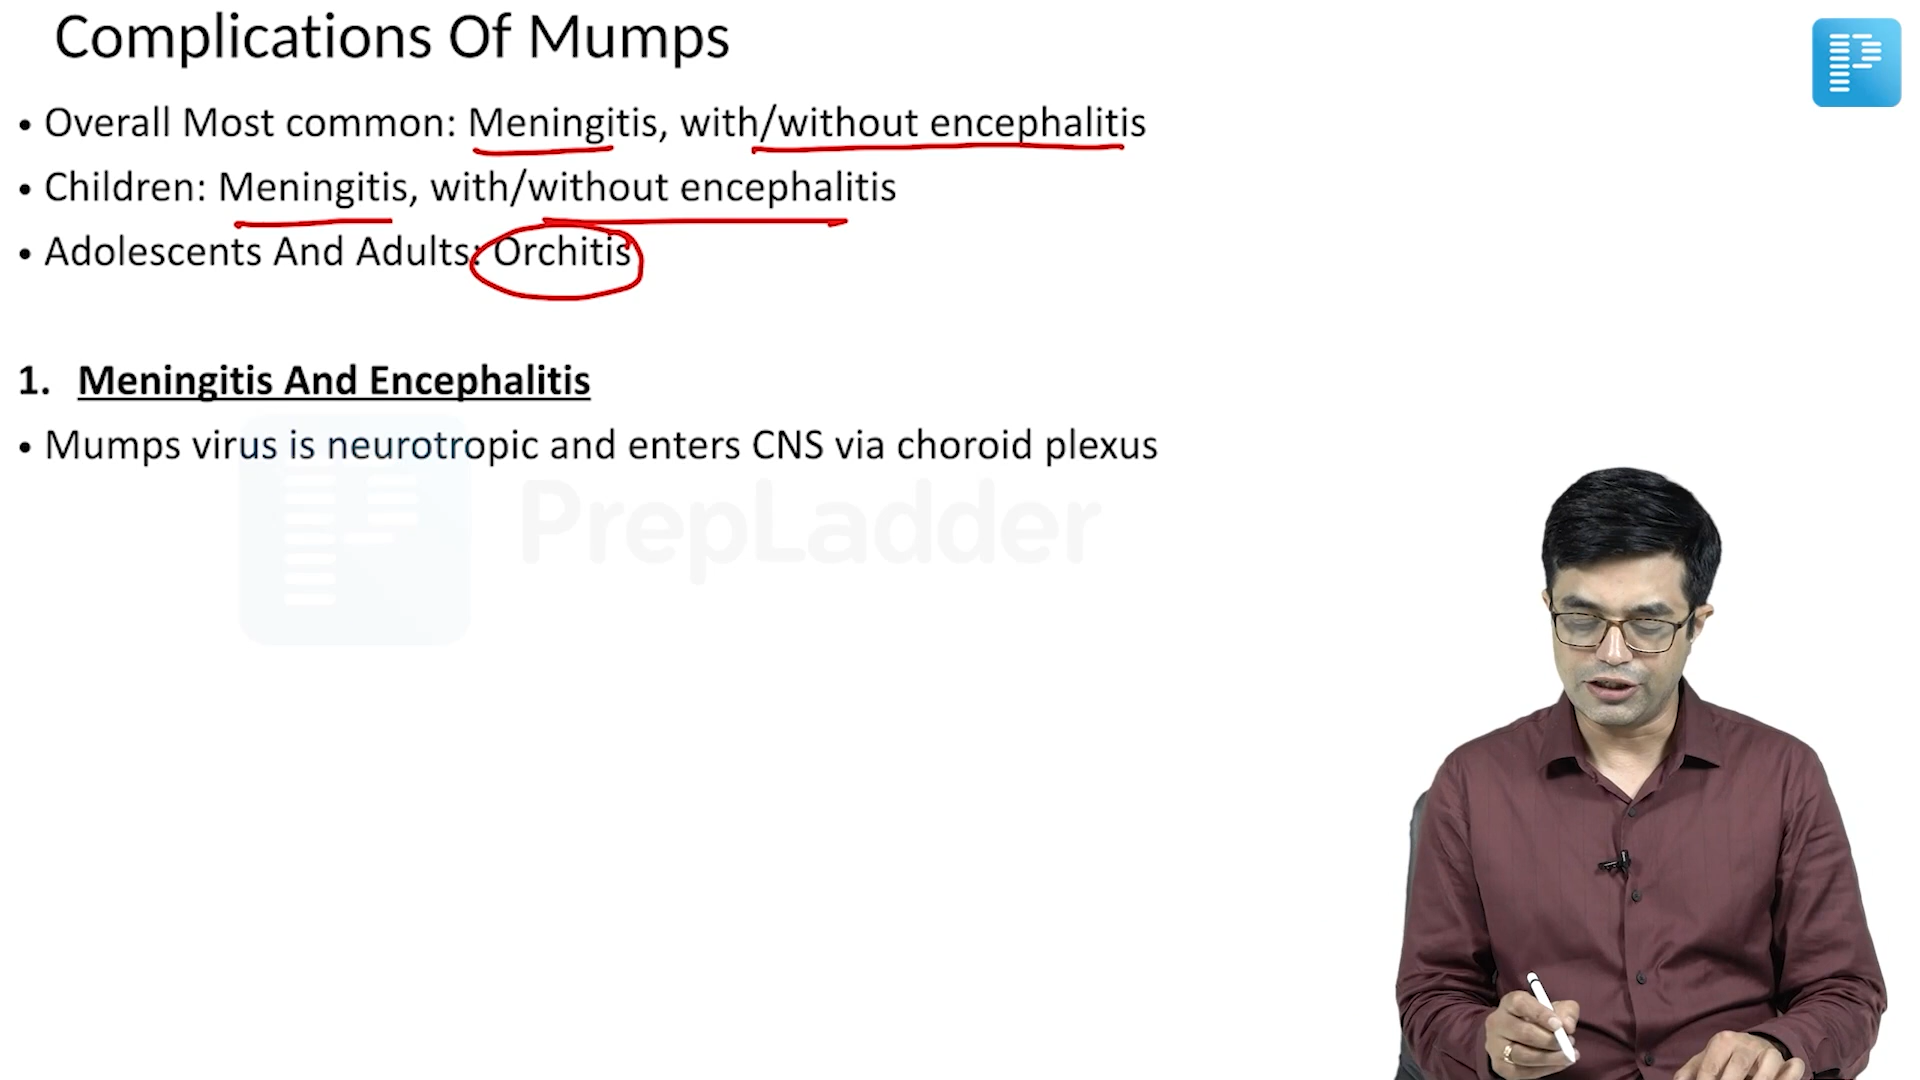 Complications Of Mumps
• Overall Most common: Meningitis, with/without encephalitis
• Children: Meningitis, with/without encephalitis
• Adolescents And Adults: Orchitis
1. Meningitis And Encephalitis
• Mumps virus is neurotropic and enters CNS via choroid plexus
PrepLadder